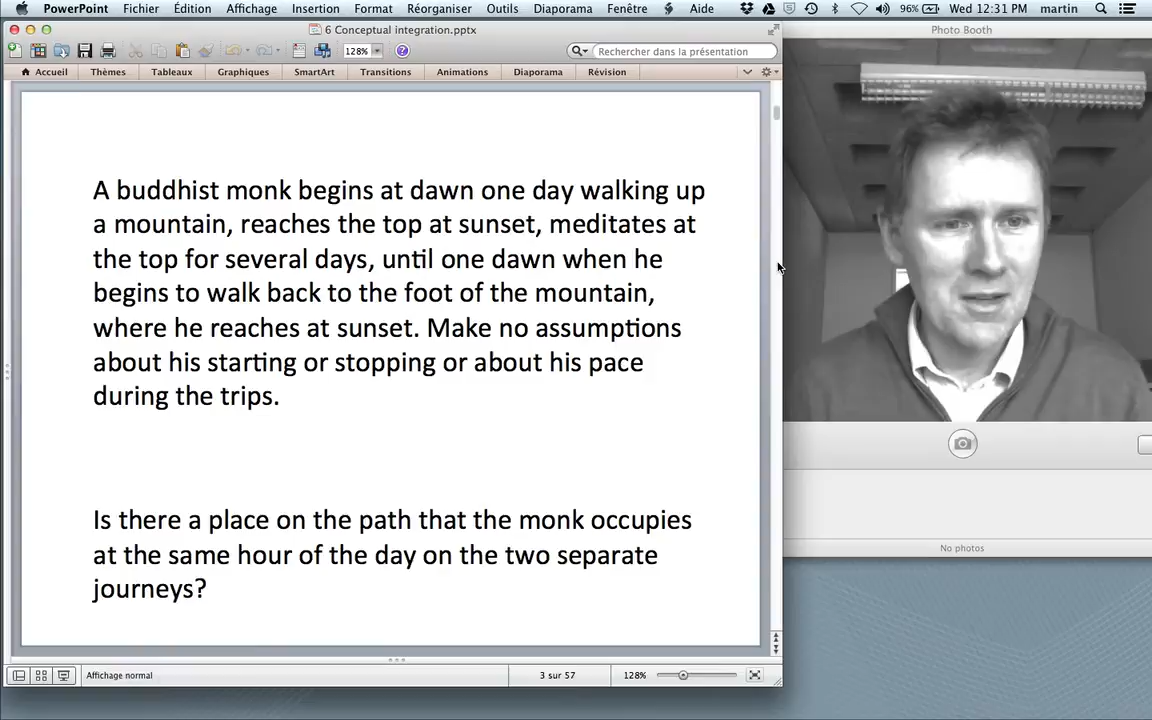 PowerPoint Fichier Édition Affichage Insertion Format Réorganiser Outils Diaporama Fenêtre Aide 96% Wed 12:31 PM martin
6 Conceptual integration.pptx
Photo Booth
128% Rechercher dans la présentation
Accueil Thèmes Tableaux Graphiques SmartArt Transitions Animations Diaporama Révision
A buddhist monk begins at dawn one day walking up
a mountain, reaches the top at sunset, meditates at
the top for several days, until one dawn when he
begins to walk back to the foot of the mountain,
where he reaches at sunset. Make no assumptions
about his starting or stopping or about his pace
during the trips.
Is there a place on the path that the monk occupies
at the same hour of the day on the two separate
journeys?
No photos
Affichage normal 3 sur 57 128%